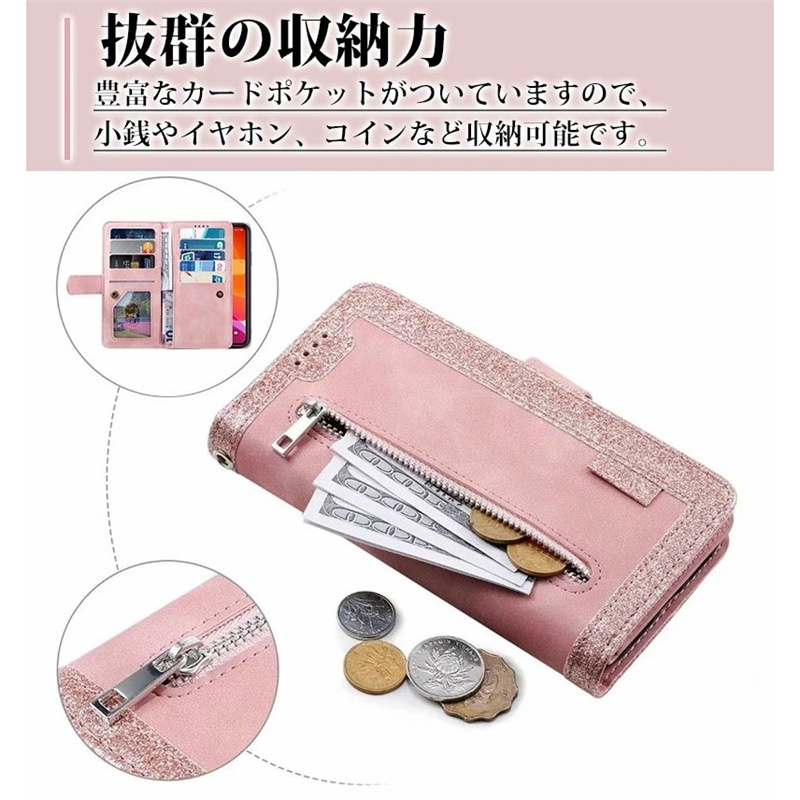 抜群の収納力
豊富なカードポケットがついていますので、
小銭やイヤホン、コインなど収納可能です。